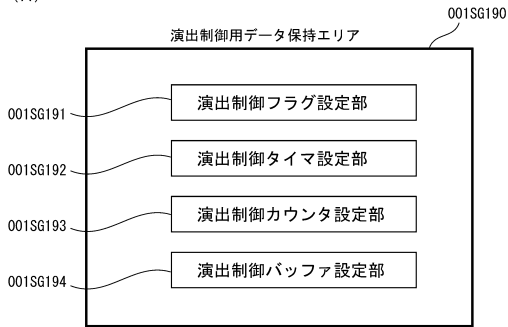 001SG190
演出制御用データ保持エリア
001SG191
演出制御フラグ設定部
001SG192
演出制御タイマ設定部
001SG193
演出制御カウンタ設定部
001SG194
演出制御バッファ設定部